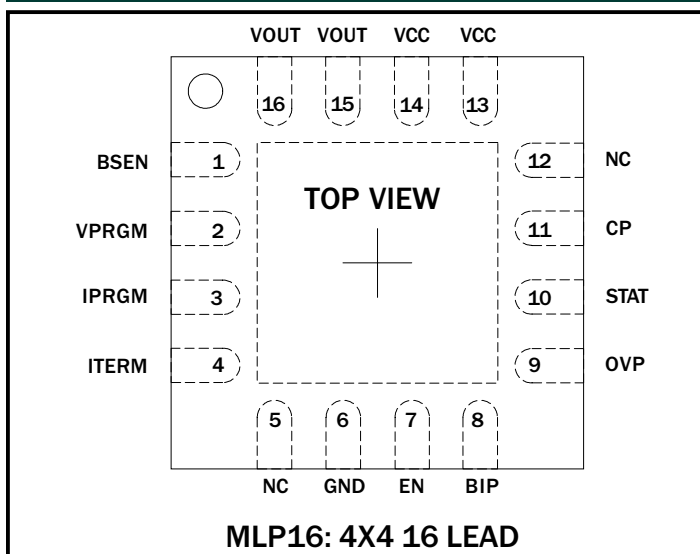 VOUT VOUT VCC VCC
16 15 14 13
BSEN 1 12 NC
TOP VIEW
VPRGM 2 11 CP
IPRGM 3 10 STAT
ITERM 4 9 OVP
5 6 7 8
NC GND EN BIP
MLP16: 4X4 16 LEAD